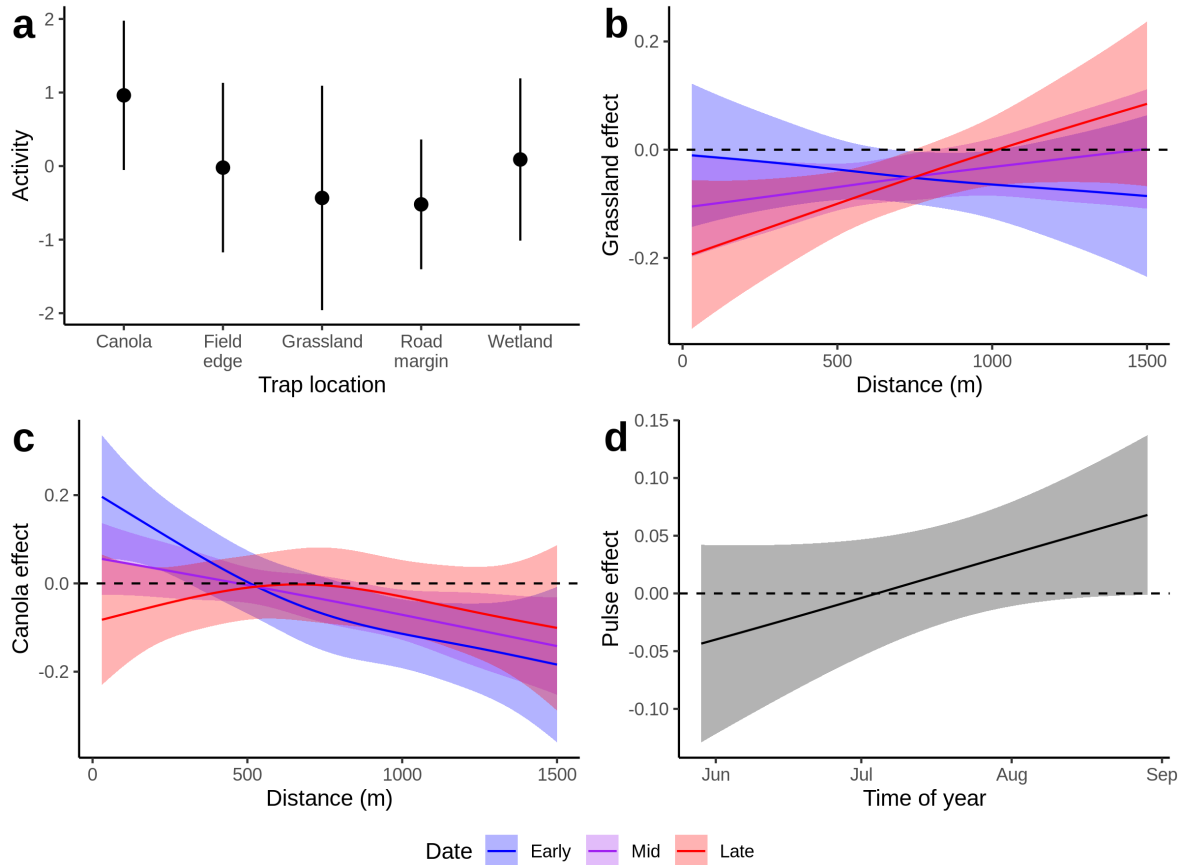 a
2
1
0
-1
-2
Activity
Canola
Field
edge
Grassland
Road
margin
Wetland
Trap location
b
0.2
0.0
-0.2
Grassland effect
0
500
1000
1500
Distance (m)
c
0.2
0.0
-0.2
Canola effect
0
500
1000
1500
Distance (m)
d
0.15
0.10
0.05
0.00
-0.05
-0.10
Pulse effect
Jun
Jul
Aug
Sep
Time of year
Date Early Mid Late